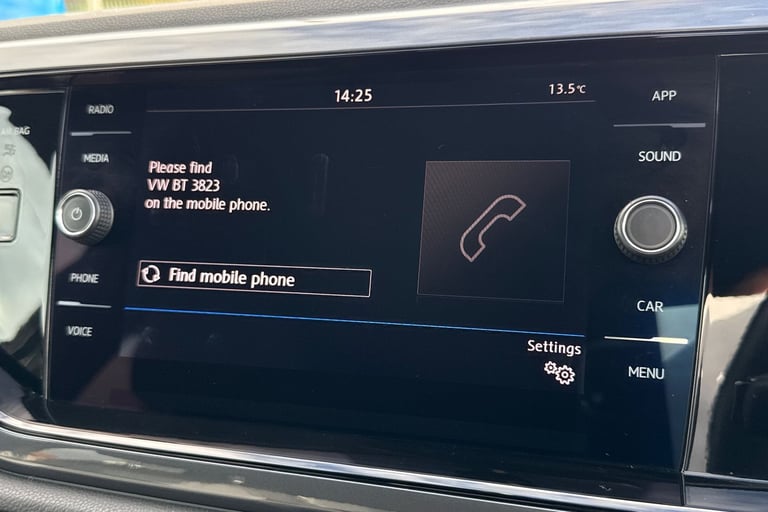 14:25
13.5°C
RADIO
MEDIA
PHONE
VOICE
Please find
VW BT 3823
on the mobile phone.
Find mobile phone
Settings
APP
SOUND
CAR
MENU